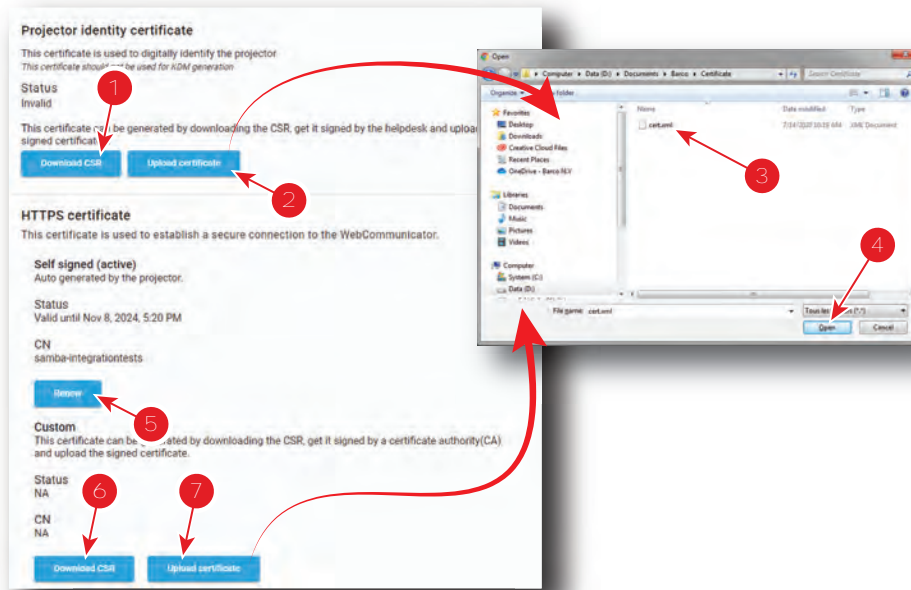 Projector identity certificate
This certificate is used to digitally identify the projector
This certificate should not be used for KDM generation
Status
Invalid
This certificate can be generated by downloading the CSR, get it signed by the helpdesk and upload
signed certificate
Download CSR
Upload certificate
1
2
HTTPS certificate
This certificate is used to establish a secure connection to the WebCommunicator.
Self signed (active)
Auto generated by the projector.
Status
Valid until Nov 8, 2024, 5:20 PM
CN
samba-integrationtests
Renew
5
Custom
This certificate can be generated by downloading the CSR, get it signed by a certificate authority(CA)
and upload the signed certificate.
Status
NA
6
7
CN
NA
Download CSR
Upload certificate
Open
Computer
Data (D:)
Documents
Barco
Certificate
Search Certificate
Organize
folder
Name
Date modified
Type
Favorites
Desktop
Downloads
Creative Cloud Files
Recent Places
OneDrive - Barco NLV
cert.xml
XML Document
3
Libraries
Documents
Music
Pictures
Videos
Computer
System (C:)
Data (D:)
4
File name:
cert.xml
Tous les
(*.*)
Open
Cancel